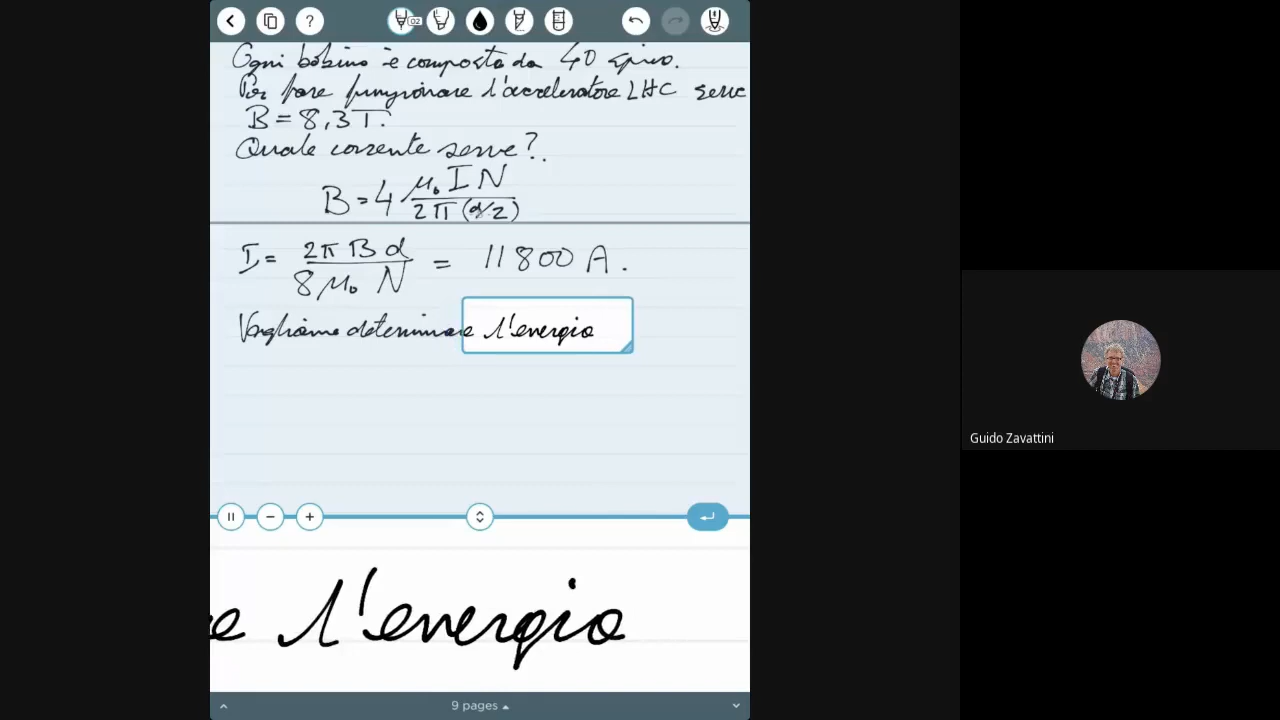 ?
02
Ogni bobina è composta da 40 spire.
Per fare funzionare l'acceleratore LHC serve
B = 8,3 T.
Quale corrente serve?.
B = 4 μ₀ I N / 2π (d/2)
I = 2π B d / 8 μ₀ N = 11800 A.
Vogliamo determinare l'energia
Guido Zavattini
e l'energia
9 pages